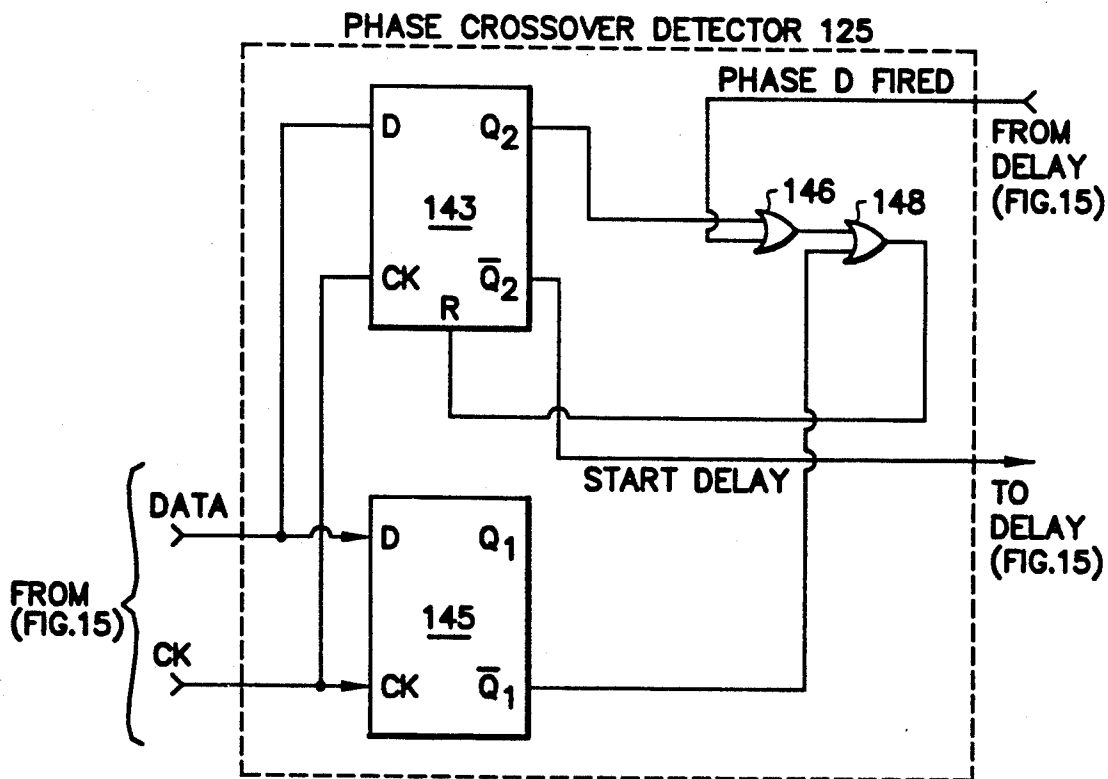 PHASE CROSSOVER DETECTOR 125
PHASE D FIRED
FROM
DELAY
(FIG.15)
D
Q2
143
CK
Q̅2
R
146
148
START DELAY
TO
DELAY
(FIG.15)
DATA
FROM
(FIG.15)
CK
D
Q1
145
CK
Q̅1